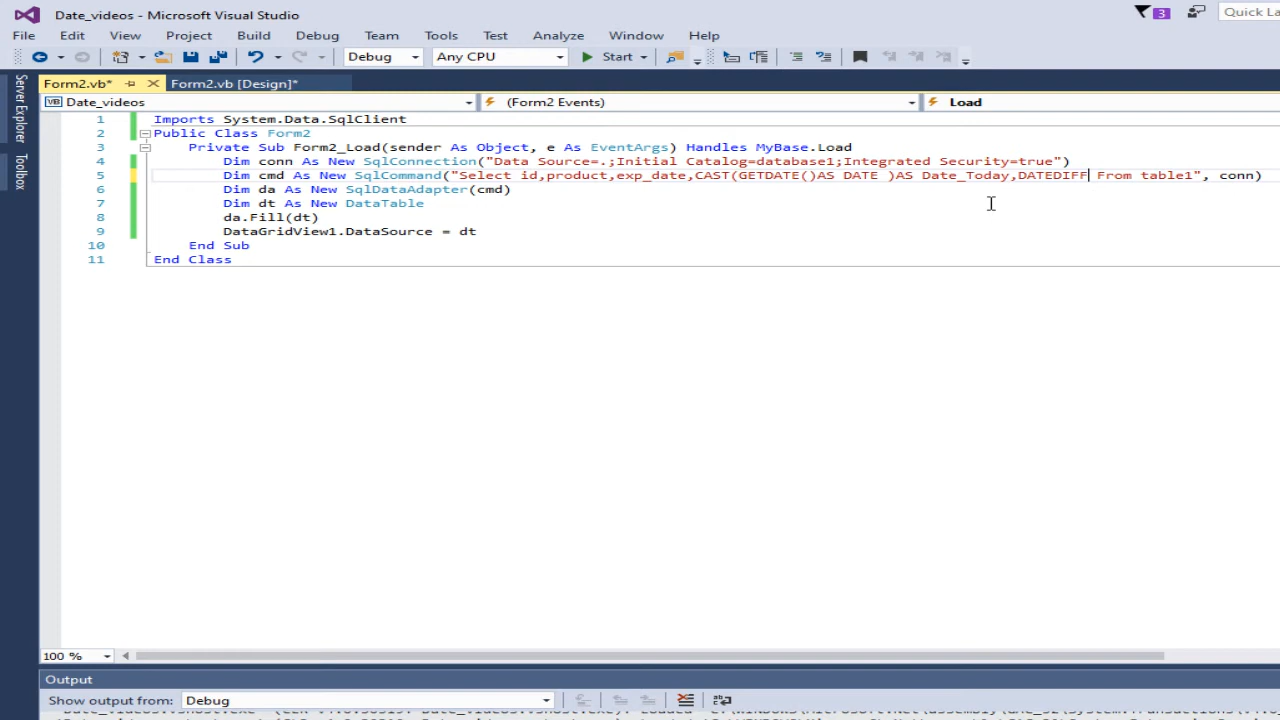 Date_videos - Microsoft Visual Studio
3
Quick La
File Edit View Project Build Debug Team Tools Test Analyze Window Help
Debug Any CPU Start
Server Explorer
Toolbox
Form2.vb* Form2.vb [Design]*
VB Date_videos (Form2 Events) Load
1 Imports System.Data.SqlClient
2 Public Class Form2
3 Private Sub Form2_Load(sender As Object, e As EventArgs) Handles MyBase.Load
4 Dim conn As New SqlConnection("Data Source=.;Initial Catalog=database1;Integrated Security=true")
5 Dim cmd As New SqlCommand("Select id,product,exp_date,CAST(GETDATE()AS DATE )AS Date_Today,DATEDIFF From table1", conn)
6 Dim da As New SqlDataAdapter(cmd)
7 Dim dt As New DataTable
8 da.Fill(dt)
9 DataGridView1.DataSource = dt
10 End Sub
11 End Class
100 %
Output
Show output from: Debug